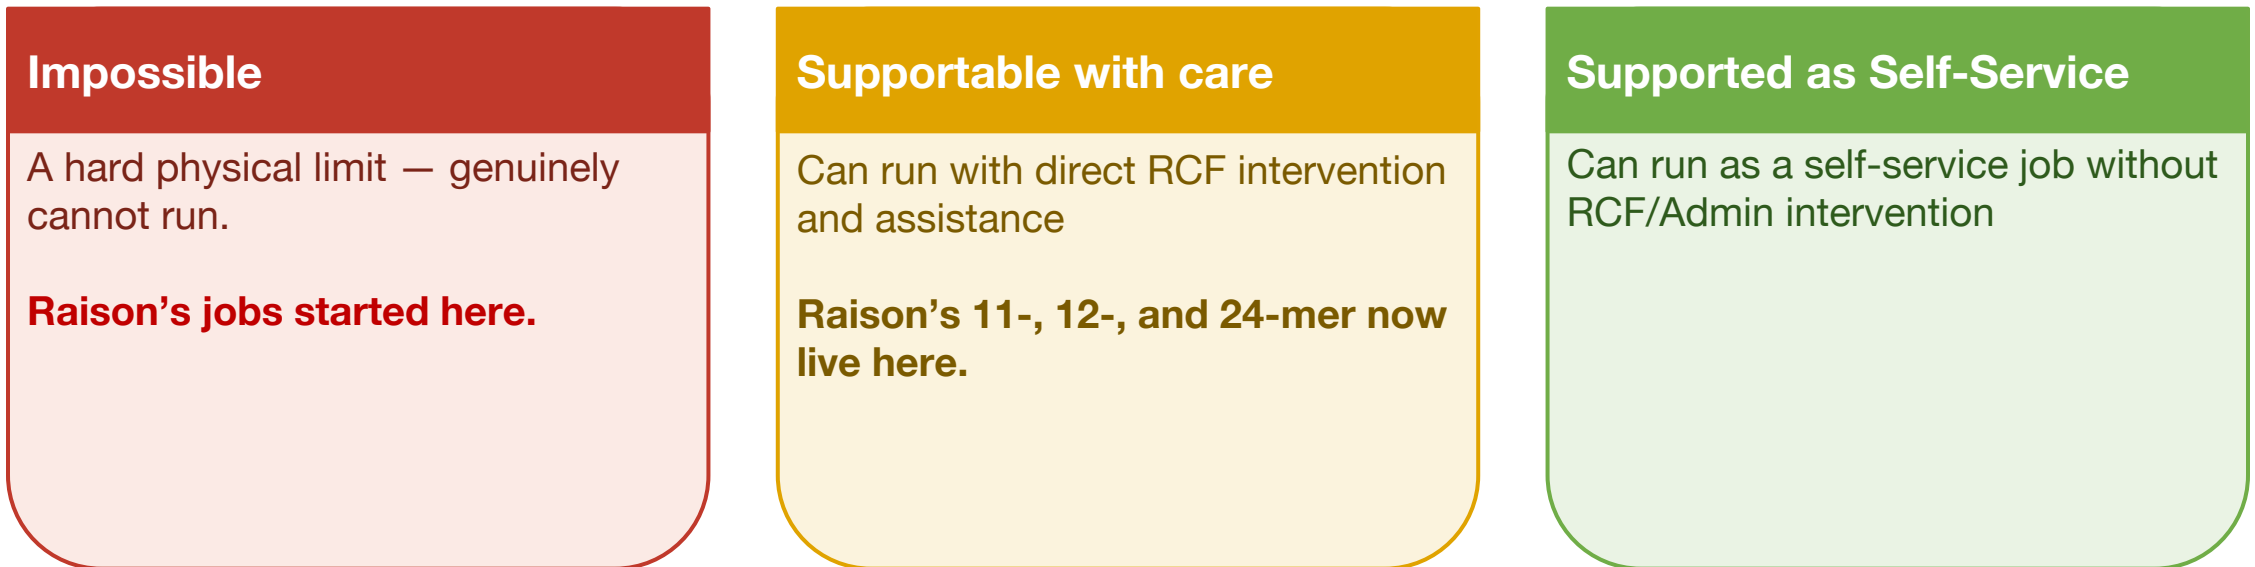 Impossible
A hard physical limit — genuinely
cannot run.
Raison’s jobs started here.
Supportable with care
Can run with direct RCF intervention
and assistance
Raison’s 11-, 12-, and 24-mer now
live here.
Supported as Self-Service
Can run as a self-service job without
RCF/Admin intervention